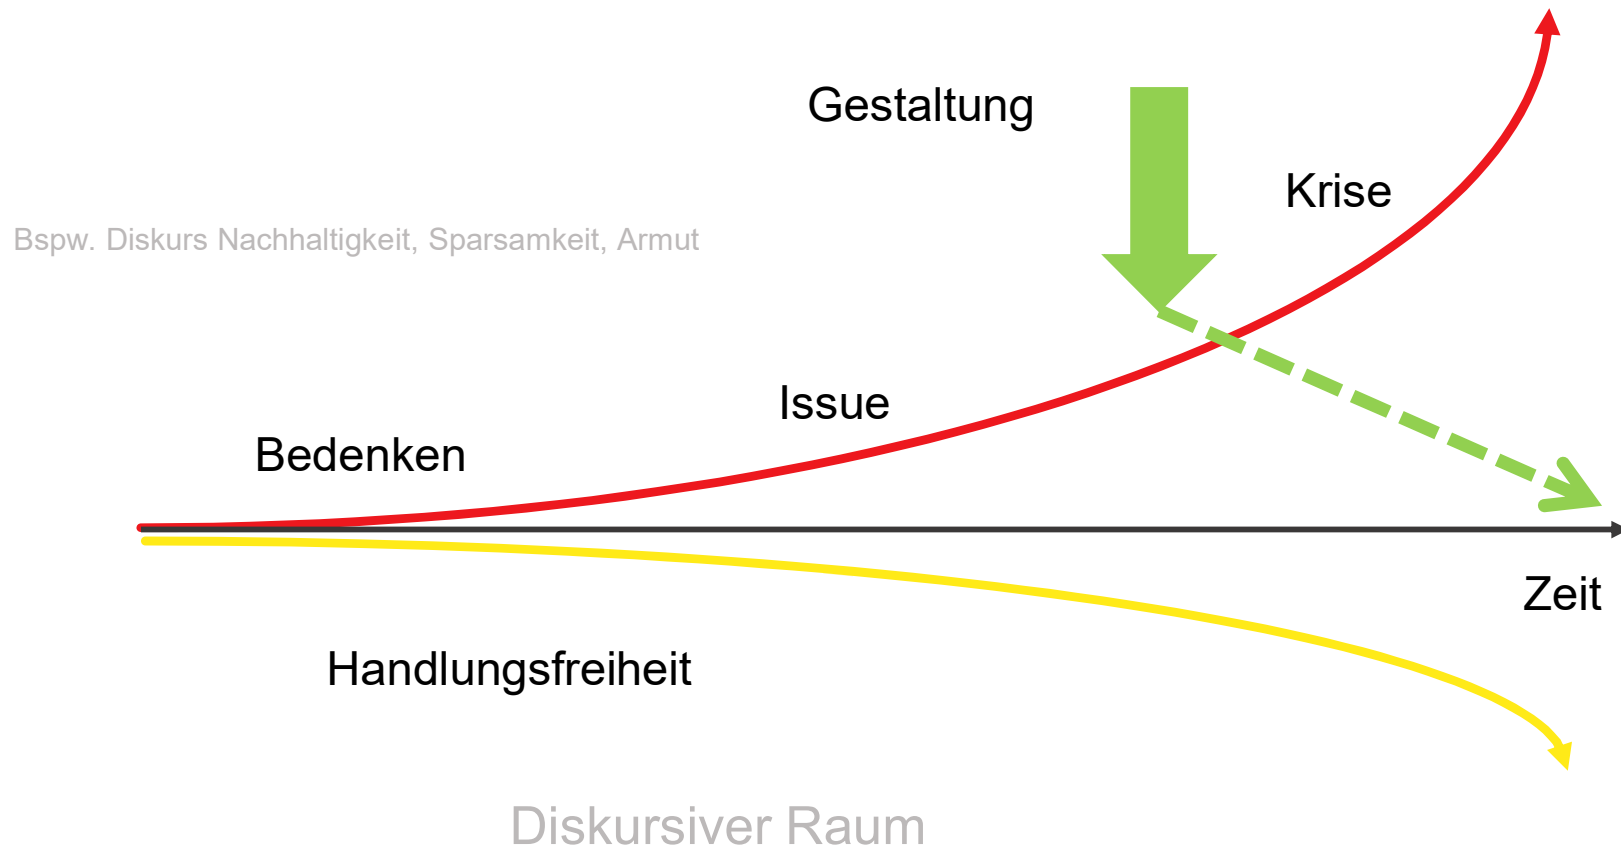 Gestaltung
Krise
Bspw. Diskurs Nachhaltigkeit, Sparsamkeit, Armut
Issue
Bedenken
Zeit
Handlungsfreiheit
Diskursiver Raum